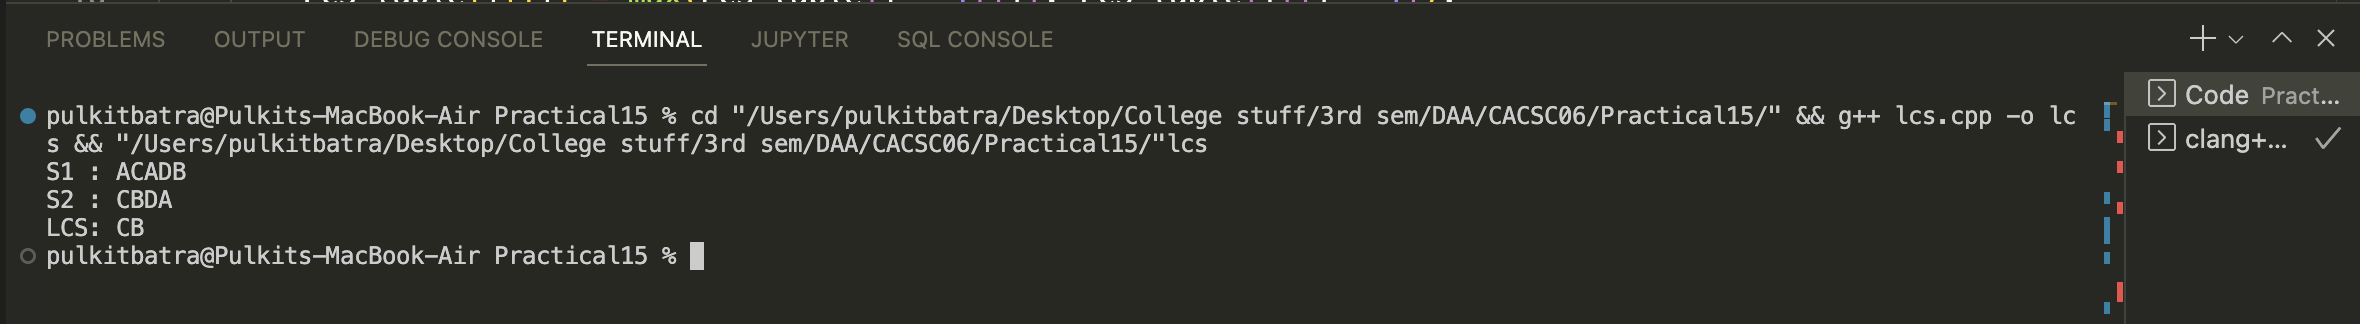 PROBLEMS OUTPUT DEBUG CONSOLE TERMINAL JUPYTER SQL CONSOLE
pulkitbatra@Pulkits-MacBook-Air Practical15 % cd "/Users/pulkitbatra/Desktop/College stuff/3rd sem/DAA/CACSC06/Practical15/" && g++ lcs.cpp -o lc
s && "/Users/pulkitbatra/Desktop/College stuff/3rd sem/DAA/CACSC06/Practical15/"lcs
S1 : ACADB
S2 : CBDA
LCS: CB
pulkitbatra@Pulkits-MacBook-Air Practical15 %
Code Pract...
clang+...